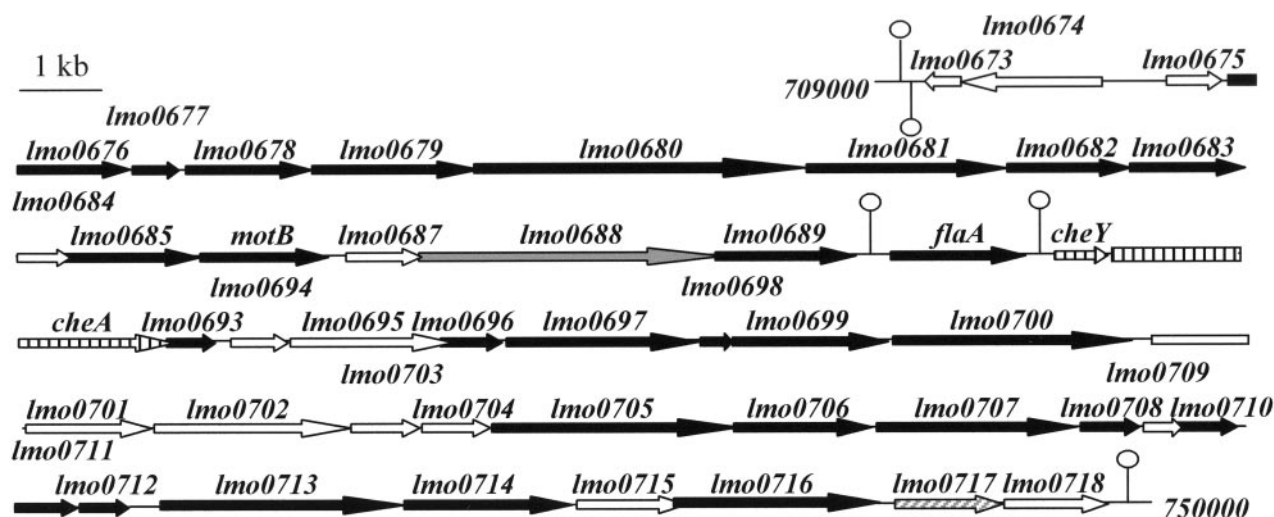 lmo0674
1 kb
lmo0673 lmo0675
709000
lmo0677
lmo0676 lmo0678 lmo0679 lmo0680 lmo0681 lmo0682 lmo0683
lmo0684
lmo0685 motB lmo0687 lmo0688 lmo0689 flaA cheY
lmo0694 lmo0698
cheA lmo0693 lmo0695 lmo0696 lmo0697 lmo0699 lmo0700
lmo0703 lmo0709
lmo0701 lmo0702 lmo0704 lmo0705 lmo0706 lmo0707 lmo0708 lmo0710
lmo0711
lmo0712 lmo0713 lmo0714 lmo0715 lmo0716 lmo0717 lmo0718
750000